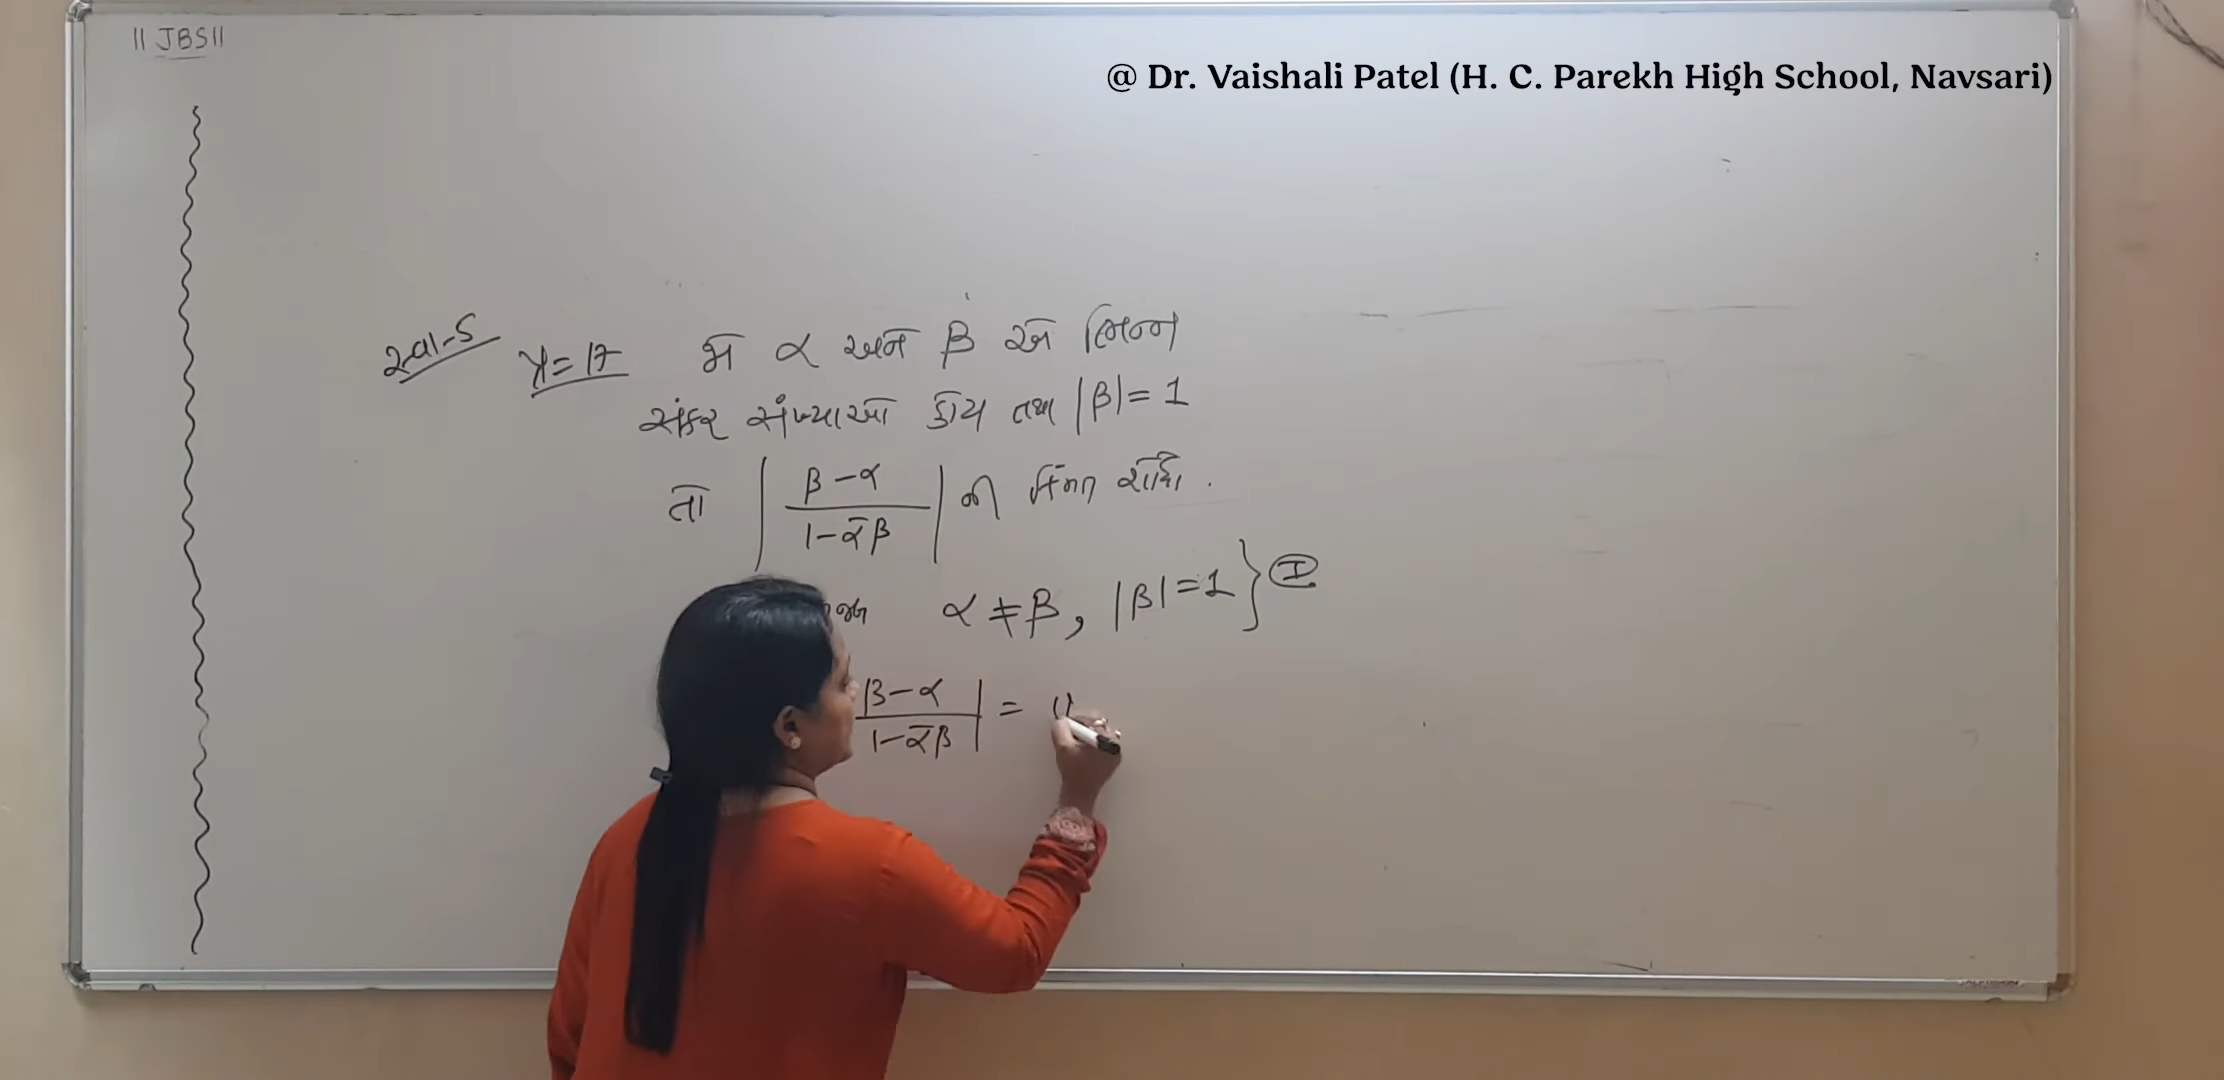 || JBS ||
@ Dr. Vaishali Patel (H. C. Parekh High School, Navsari)
સ્વા-5 પ્ર= 17 જો α અને β એ ભિન્ન
સંકર સંખ્યાઓ હોય તથા |β| = 1
તો |(β - α)/(1 - ᾱβ)| ની કિંમત શોધો.
α ≠ β, |β| = 1 } Ⓘ
(β - α)/(1 - ᾱβ)| =